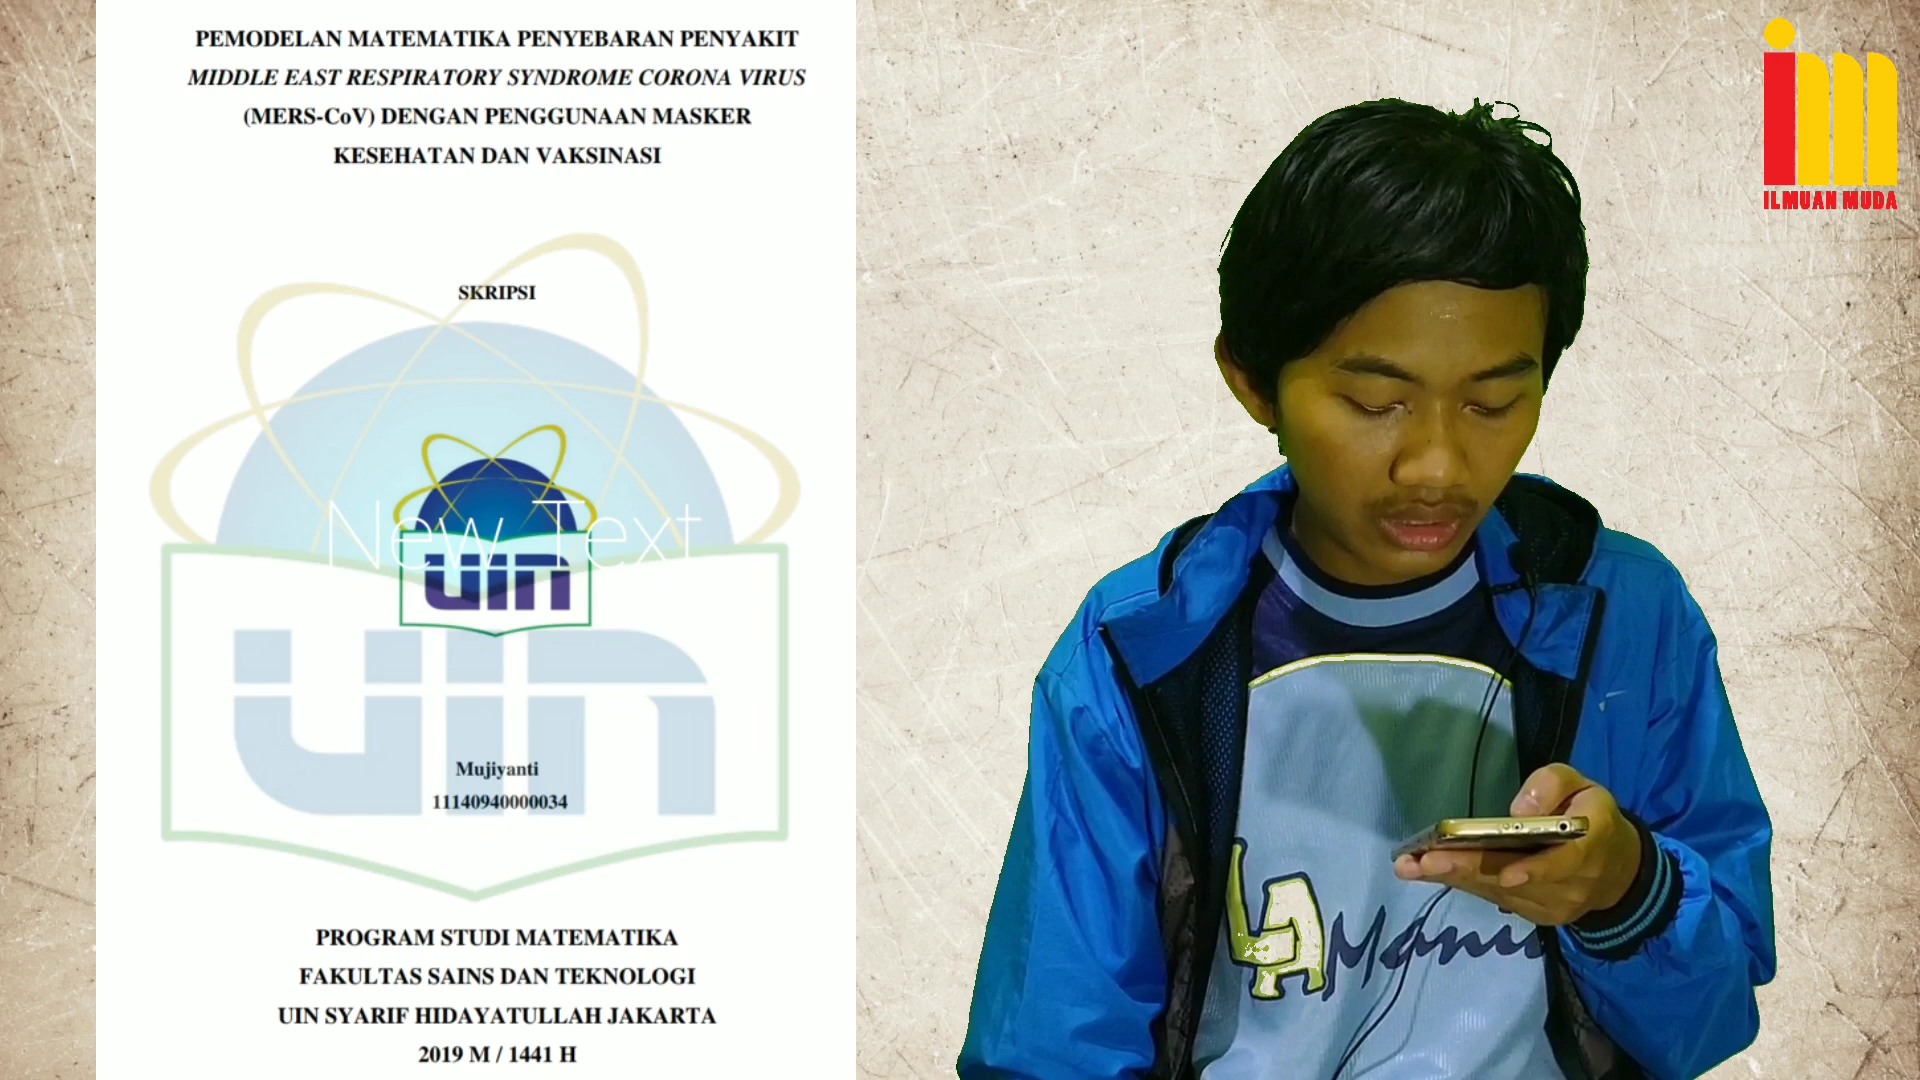 PEMODELAN MATEMATIKA PENYEBARAN PENYAKIT
MIDDLE EAST RESPIRATORY SYNDROME CORONA VIRUS
(MERS-CoV) DENGAN PENGGUNAAN MASKER
KESEHATAN DAN VAKSINASI
SKRIPSI
New Text
UIN
UIN
Mujiyanti
11140940000034
PROGRAM STUDI MATEMATIKA
FAKULTAS SAINS DAN TEKNOLOGI
UIN SYARIF HIDAYATULLAH JAKARTA
2019 M / 1441 H
im
ILMUAN MUDA